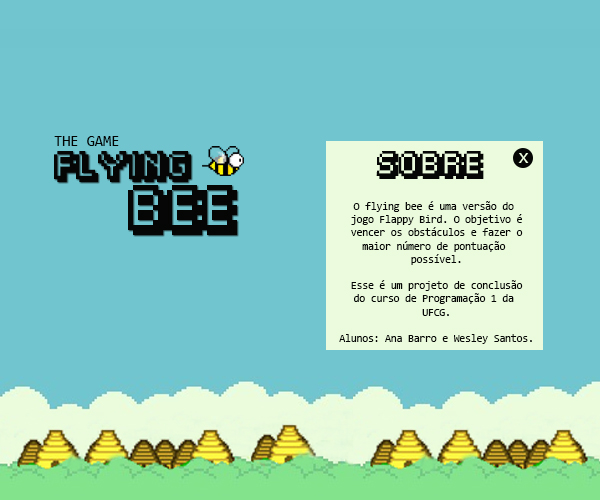 THE GAME
FLYING
BEE
SOBRE
X
O flying bee é uma versão do
jogo Flappy Bird. O objetivo é
vencer os obstáculos e fazer o
maior número de pontuação
possível.
Esse é um projeto de conclusão
do curso de Programação 1 da
UFCG.
Alunos: Ana Barro e Wesley Santos.